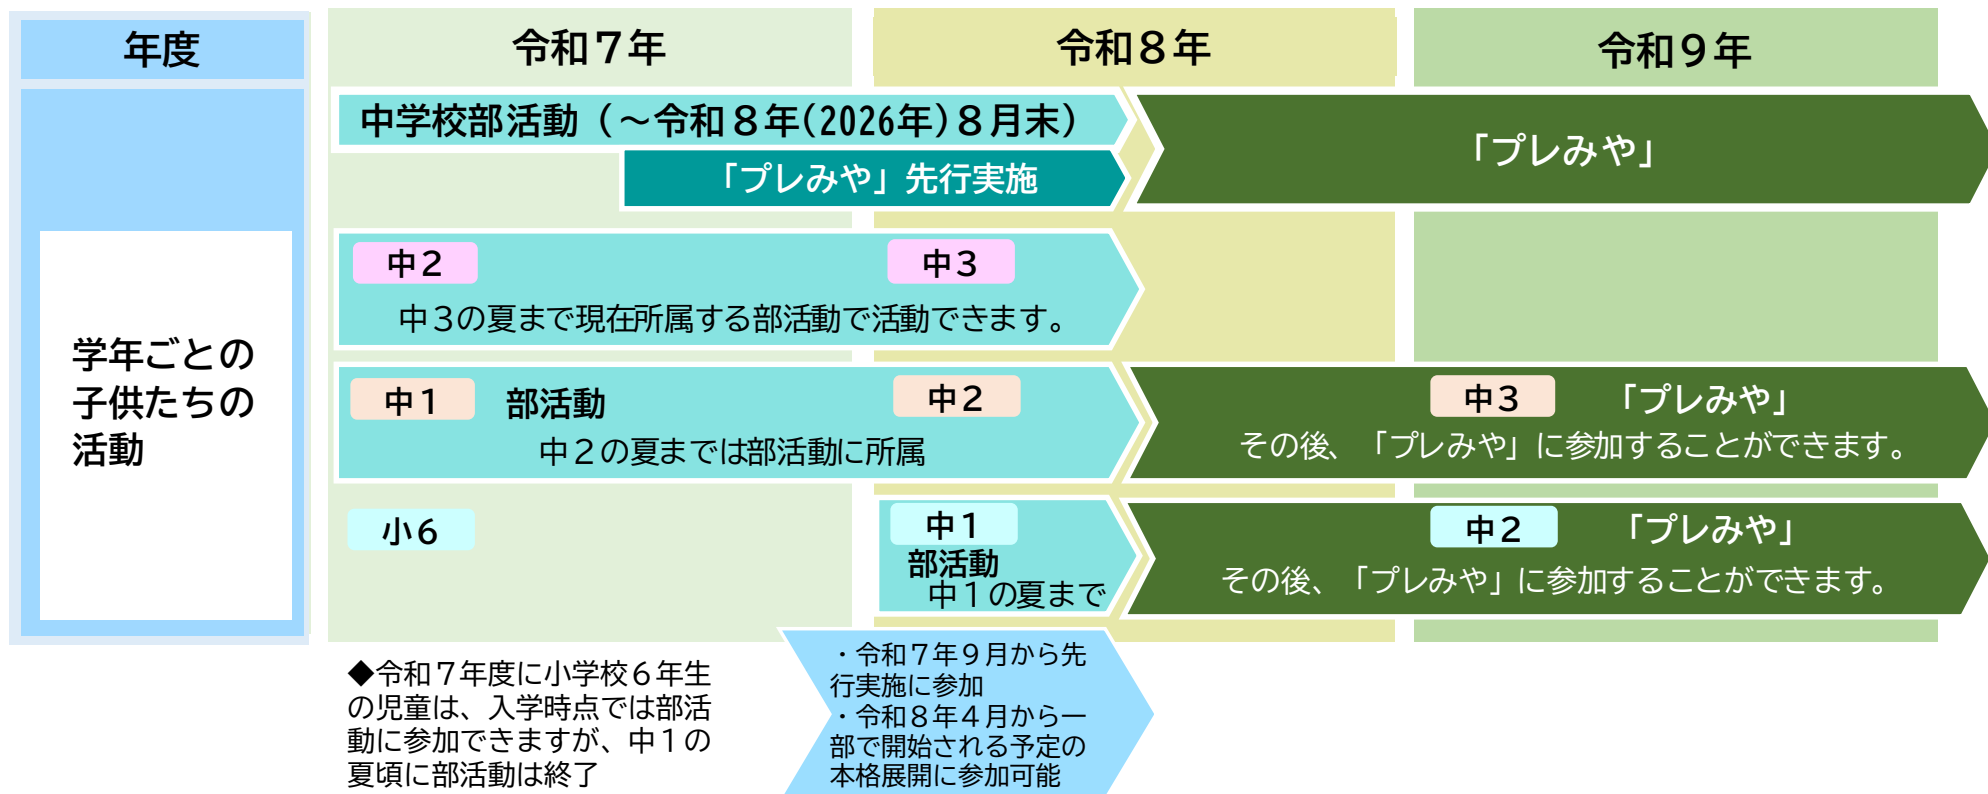 年度
令和７年
令和８年
令和９年
中学校部活動（～令和８年(2026年)８月末）
「プレみや」先行実施
「プレみや」
学年ごとの
子供たちの
活動
中２
中３
中３の夏まで現在所属する部活動で活動できます。
中１
部活動
中２
中２の夏までは部活動に所属
中３
「プレみや」
その後、「プレみや」に参加することができます。
小６
中１
部活動
中１の夏まで
中２
「プレみや」
その後、「プレみや」に参加することができます。
◆令和７年度に小学校６年生
の児童は、入学時点では部活
動に参加できますが、中１の
夏頃に部活動は終了
・令和７年９月から先
行実施に参加
・令和８年４月から一
部で開始される予定の
本格展開に参加可能